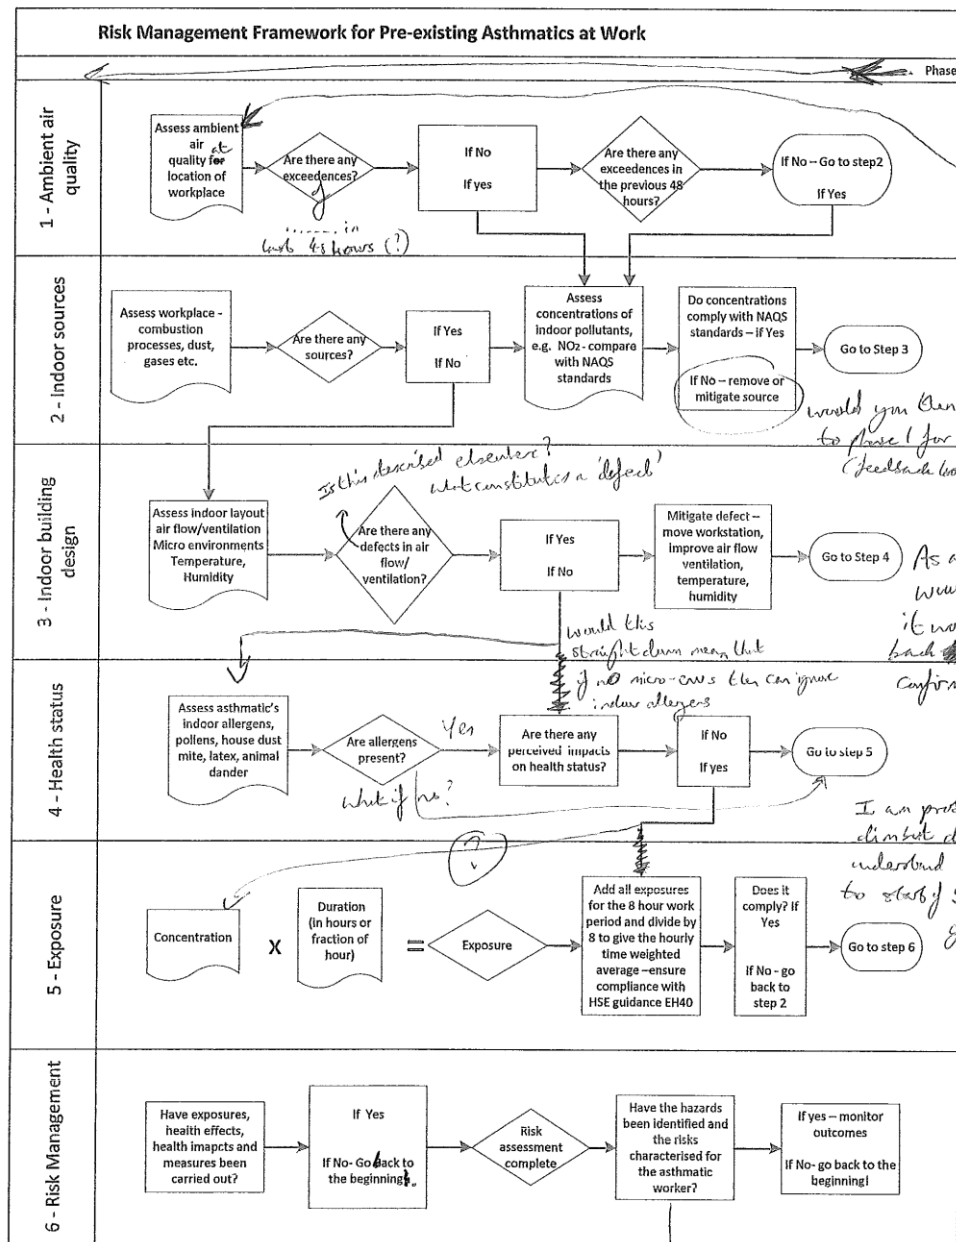 Risk Management Framework for Pre-existing Asthmatics at Work
Phase
1 - Ambient air
quality
Assess ambient
air
at
quality for
location of
workplace
Are there any
exceedences?
........ in
last 48 hours (?)
If No
If yes
Are there any
exceedences in
the previous 48
hours?
If No – Go to step2
If Yes
2 - Indoor sources
Assess workplace -
combustion
processes, dust,
gases etc.
Are there any
sources?
If Yes
If No
Assess
concentrations of
indoor pollutants,
e.g. NO2 - compare
with NAQS
standards
Do concentrations
comply with NAQS
standards – if Yes
If No – remove or
mitigate source
Go to Step 3
would you then
to phase 1 for
(feedback
3 - Indoor building
design
Is this described elsewhere?
what constitutes a 'defect'
Assess indoor layout
air flow/ventilation
Micro environments
Temperature,
Humidity
Are there any
defects in air
flow/
ventilation?
If Yes
If No
Mitigate defect –
move workstation,
improve air flow
ventilation,
temperature,
humidity
Go to Step 4
As a
it
back
confirm
would this
straight down mean that
if no micro-envs then can ignore
indoor allergens
4 - Health status
Assess asthmatic's
indoor allergens,
pollens, house dust
mite, latex, animal
dander
Are allergens
present?
Yes
what if no?
Are there any
perceived impacts
on health status?
If No
If yes
Go to step 5
I am
understand
to start if
?
5 - Exposure
Concentration
X
Duration
(in hours or
fraction of
hour)
=
Exposure
Add all exposures
for the 8 hour work
period and divide by
8 to give the hourly
time weighted
average –ensure
compliance with
HSE guidance EH40
Does it
comply? If
Yes
If No - go
back to
step 2
Go to step 6
6 - Risk Management
Have exposures,
health effects,
health imapcts and
measures been
carried out?
If Yes
If No- Go back to
the beginning
Risk
assessment
complete
Have the hazards
been identified and
the risks
characterised for
the asthmatic
worker?
If yes – monitor
outcomes
If No- go back to the
beginning!